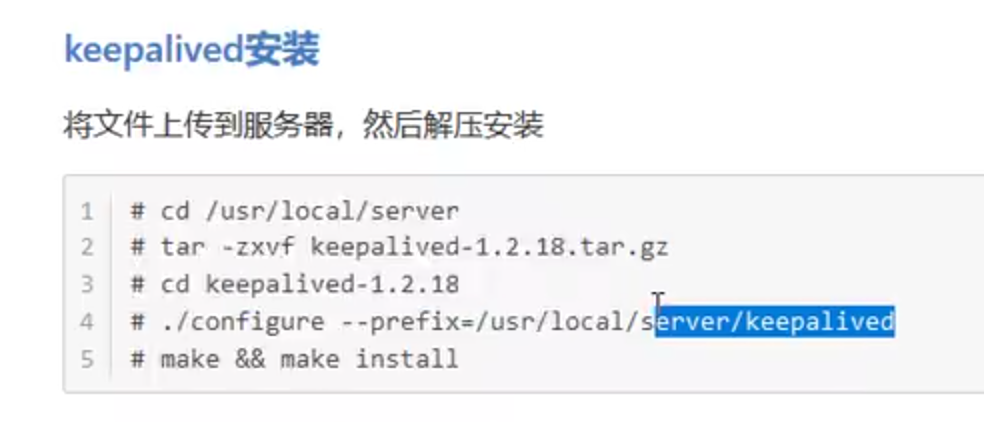 keepalived安装
将文件上传到服务器，然后解压安装
1 # cd /usr/local/server
2 # tar -zxvf keepalived-1.2.18.tar.gz
3 # cd keepalived-1.2.18
4 # ./configure --prefix=/usr/local/server/keepalived
5 # make && make install